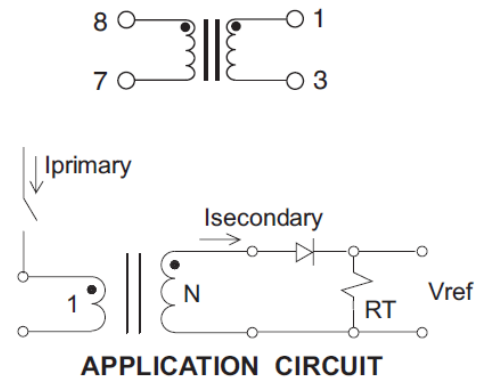 8 1
7 3
Iprimary
Isecondary
1 N RT Vref
APPLICATION CIRCUIT